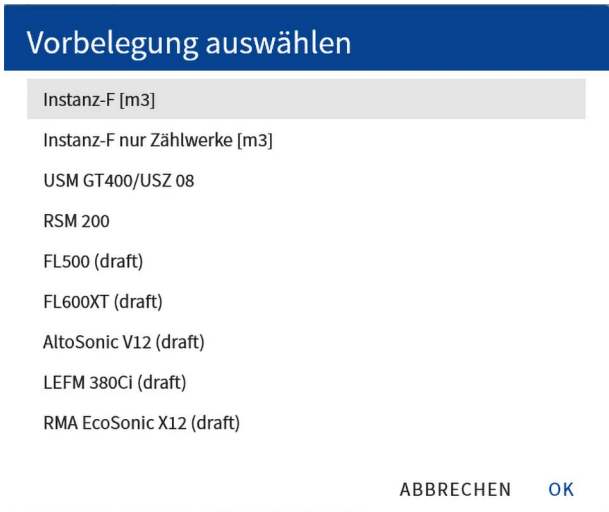 Vorbelegung auswählen
Instanz-F [m3]
Instanz-F nur Zählwerke [m3]
USM GT400/USZ 08
RSM 200
FL500 (draft)
FL600XT (draft)
AltoSonic V12 (draft)
LEFM 380Ci (draft)
RMA EcoSonic X12 (draft)
ABBRECHEN OK